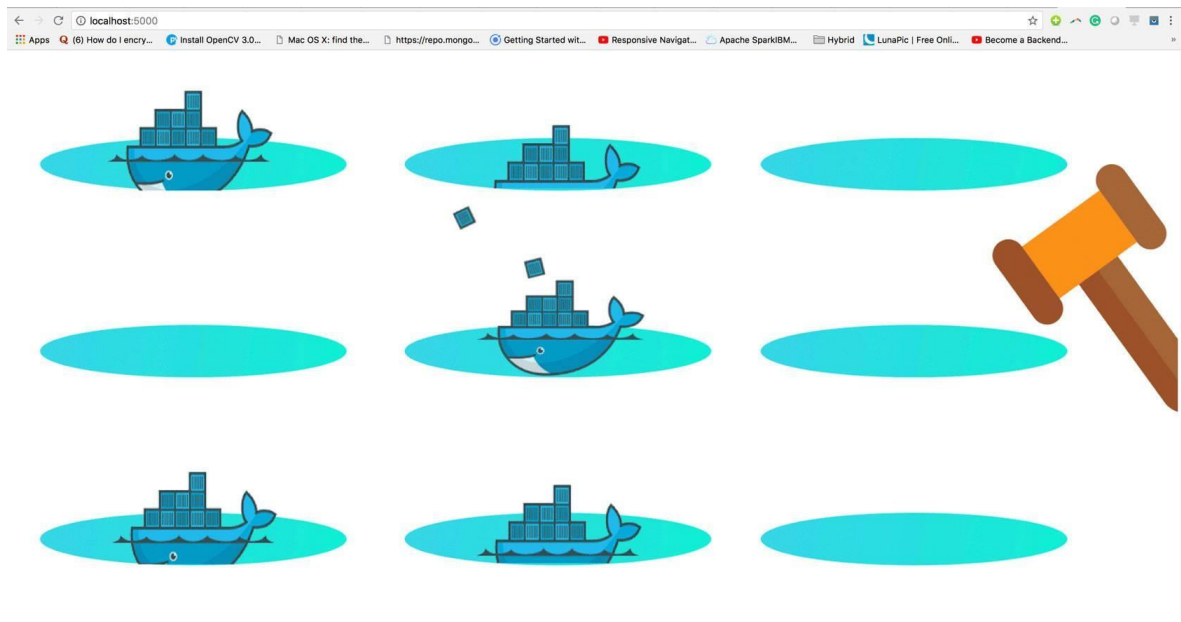 localhost:5000
Apps (6) How do I encry... Install OpenCV 3.0... Mac OS X: find the... https://repo.mongo... Getting Started wit... Responsive Navigat... Apache SparkIBM... Hybrid LunaPic | Free Onli... Become a Backend... »